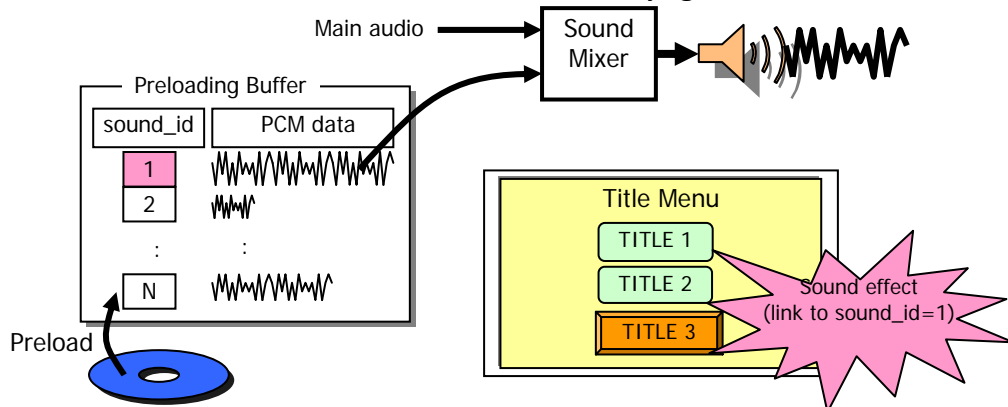 Main audio
Sound
Mixer
Preloading Buffer
sound_id
PCM data
1
2
:
:
N
Preload
Title Menu
TITLE 1
TITLE 2
TITLE 3
Sound effect
(link to sound_id=1)